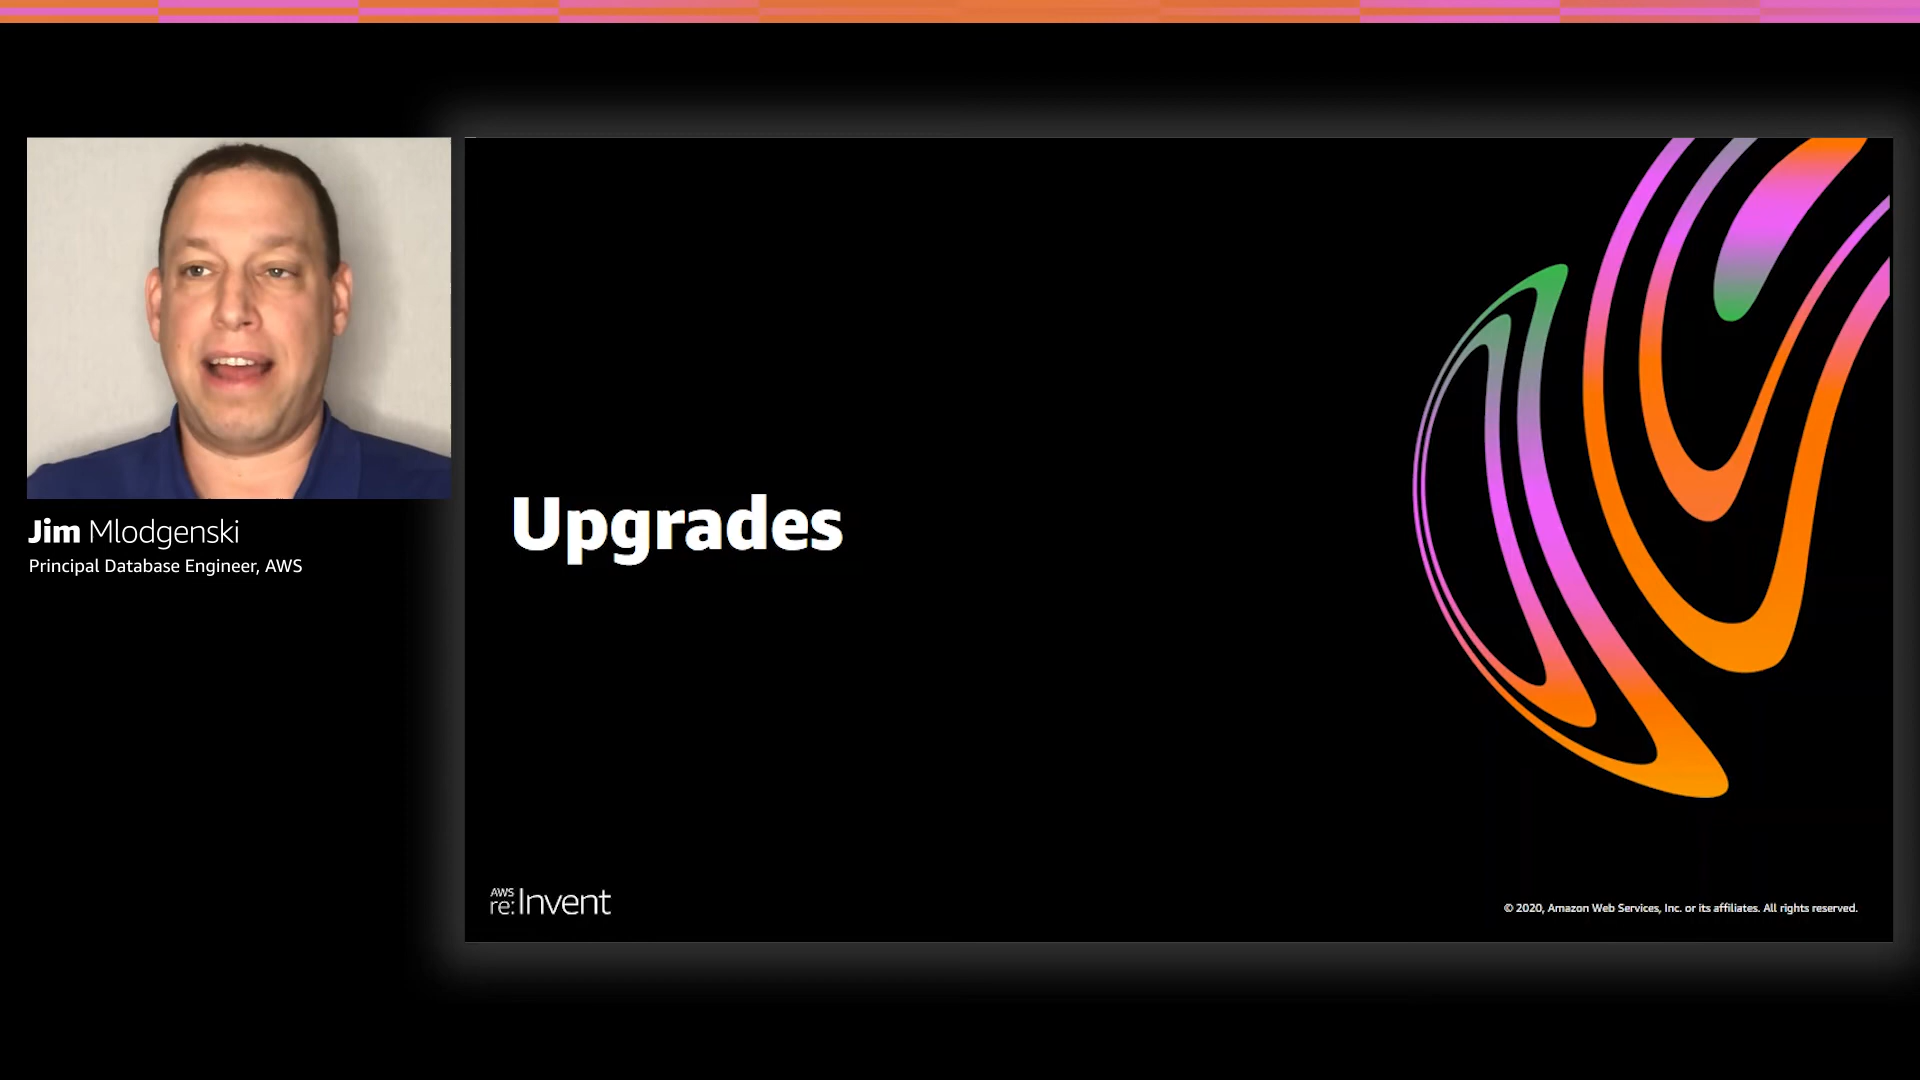 Jim Mlodgenski
Principal Database Engineer, AWS
Upgrades
AWS
re:Invent
© 2020, Amazon Web Services, Inc. or its affiliates. All rights reserved.